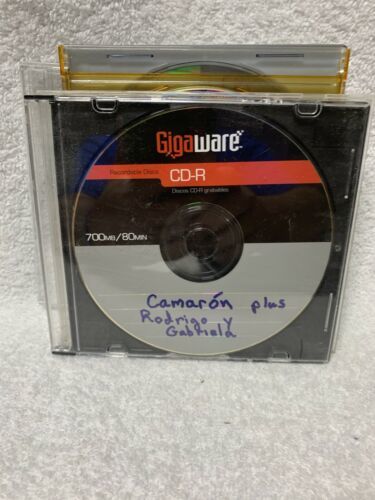 Gigaware
Recordable Discs
CD-R
Discos CD-R grabables
700MB/80MIN
Camarón plus
Rodrigo y
Gabriela